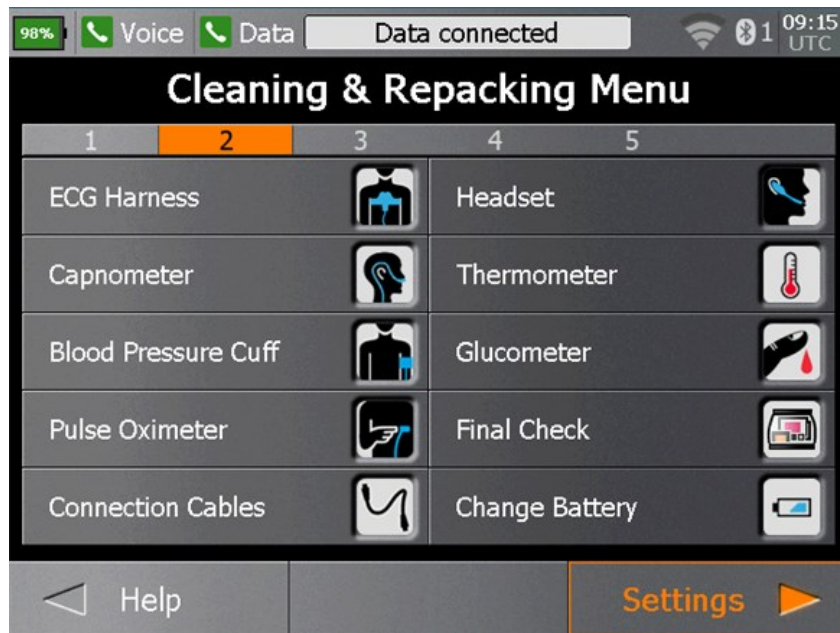 98% Voice Data Data connected 1 09:15
UTC
Cleaning & Repacking Menu
1 2 3 4 5
ECG Harness Headset
Capnometer Thermometer
Blood Pressure Cuff Glucometer
Pulse Oximeter Final Check
Connection Cables Change Battery
Help Settings